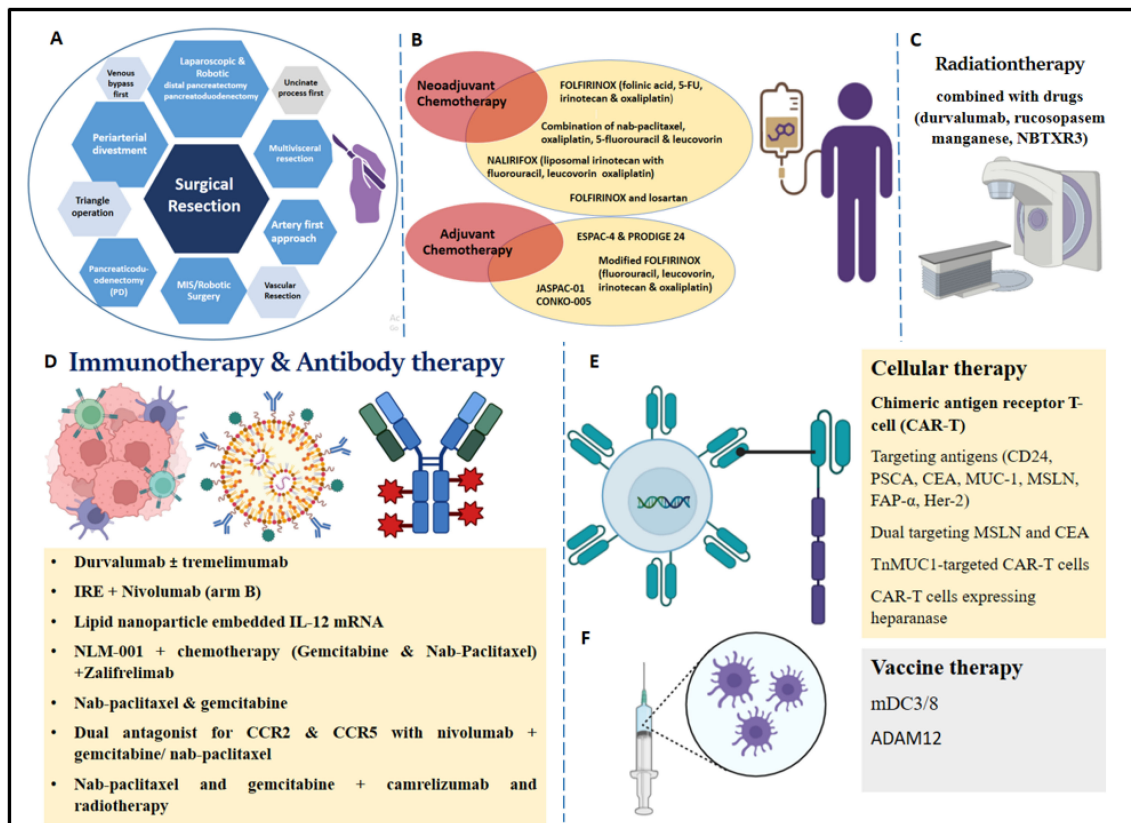 A
Venous
bypass
first
Laparoscopic &
Robotic
distal panceatectomy
pancreatoduodenectomy
Uncinate
process first
Periarterial
divestment
Multivisceral
resection
Surgical
Resection
Triangle
operation
Artery first
approach
Pancreaticodu-
odenectomy
(PD)
MIS/Robotic
Surgery
Vascular
Resection
B
Neoadjuvant
Chemotherapy
FOLFIRINOX (folinic acid, 5-FU,
irinotecan & oxaliplatin)
Combination of nab-paclitaxel,
oxaliplatin, 5-fluorouracil & leucovorin
NALIRIFOX (liposomal irinotecan with
fluorouracil, leucovorin oxaliplatin)
FOLFIRINOX and losartan
Adjuvant
Chemotherapy
ESPAC-4 & PRODIGE 24
Modified FOLFIRINOX
(fluorouracil, leucovorin,
irinotecan & oxaliplatin)
JASPAC-01
CONKO-005
C
Radiationtherapy
combined with drugs
(durvalumab, rucosopasem
manganese, NBTXR3)
D Immunotherapy & Antibody therapy
• Durvalumab ± tremelimumab
• IRE + Nivolumab (arm B)
• Lipid nanoparticle embedded IL-12 mRNA
• NLM-001 + chemotherapy (Gemcitabine & Nab-Paclitaxel)
+Zalifrelimab
• Nab-paclitaxel & gemcitabine
• Dual antagonist for CCR2 & CCR5 with nivolumab +
gemcitabine/ nab-paclitaxel
• Nab-paclitaxel and gemcitabine + camrelizumab and
radiotherapy
E
Cellular therapy
Chimeric antigen receptor T-
cell (CAR-T)
Targeting antigens (CD24,
PSCA, CEA, MUC-1, MSLN,
FAP-α, Her-2)
Dual targeting MSLN and CEA
TnMUC1-targeted CAR-T cells
CAR-T cells expressing
heparanase
F
Vaccine therapy
mDC3/8
ADAM12